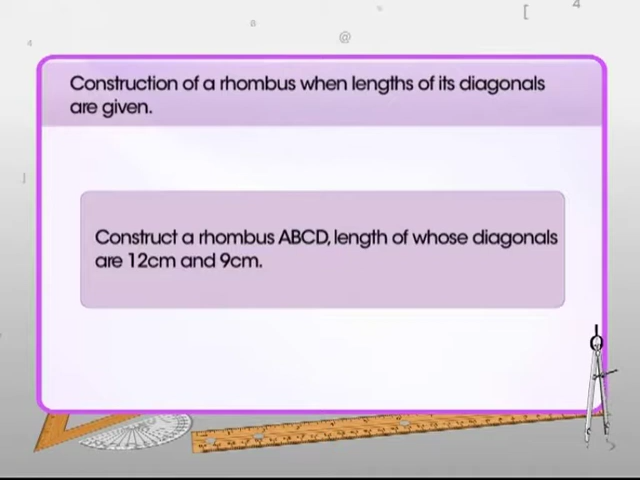 Construction of a rhombus when lengths of its diagonals
are given.
Construct a rhombus ABCD, length of whose diagonals
are 12cm and 9cm.